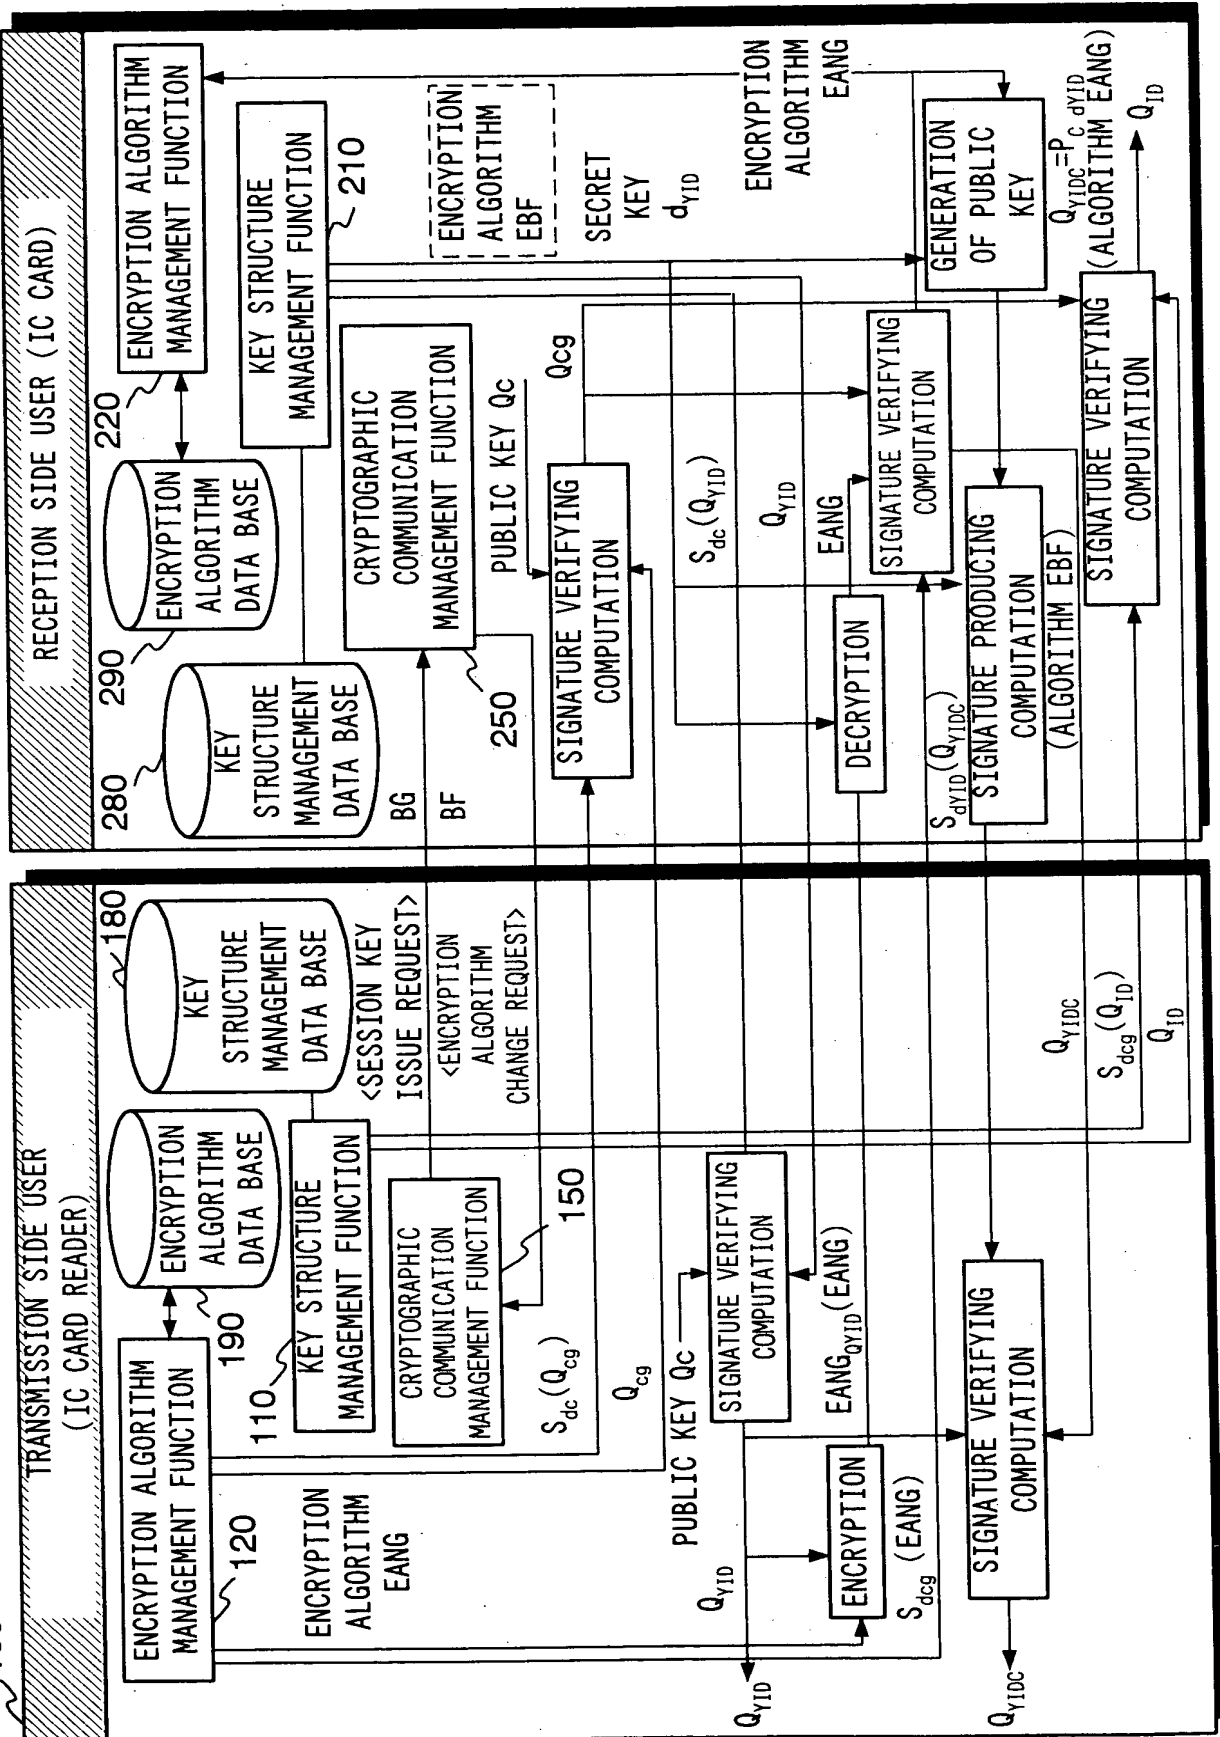 TRANSMISSION SIDE USER
(IC CARD READER)
ENCRYPTION ALGORITHM
MANAGEMENT FUNCTION
120
ENCRYPTION
ALGORITHM
DATA BASE
190
KEY
STRUCTURE
MANAGEMENT
DATA BASE
180
KEY STRUCTURE
MANAGEMENT FUNCTION
110
CRYPTOGRAPHIC
COMMUNICATION
MANAGEMENT FUNCTION
150
<SESSION KEY
ISSUE REQUEST>
<ENCRYPTION
ALGORITHM
CHANGE REQUEST>
ENCRYPTION
ALGORITHM
EANG
S_dc(Q_cg)
Q_cg
PUBLIC KEY Qc
SIGNATURE VERIFYING
COMPUTATION
Q_YID
Q_YID
ENCRYPTION
EANG_QYID(EANG)
S_dcg (EANG)
SIGNATURE VERIFYING
COMPUTATION
Q_YIDC
Q_YIDC
S_dcg(Q_ID)
Q_ID
RECEPTION SIDE USER (IC CARD)
ENCRYPTION ALGORITHM
MANAGEMENT FUNCTION
220
ENCRYPTION
ALGORITHM
DATA BASE
290
KEY
STRUCTURE
MANAGEMENT
DATA BASE
280
KEY STRUCTURE
MANAGEMENT FUNCTION
210
CRYPTOGRAPHIC
COMMUNICATION
MANAGEMENT FUNCTION
250
BG
BF
ENCRYPTION
ALGORITHM
EBF
PUBLIC KEY Qc
SIGNATURE VERIFYING
COMPUTATION
Qcg
SECRET
KEY
d_YID
S_dc(Q_YID)
Q_YID
ENCRYPTION
ALGORITHM
EANG
DECRYPTION
EANG
SIGNATURE VERIFYING
COMPUTATION
GENERATION
OF PUBLIC
KEY
Q_YIDC=P_C dYID
(ALGORITHM EANG)
S_dYID(Q_YIDC)
SIGNATURE PRODUCING
COMPUTATION
(ALGORITHM EBF)
SIGNATURE VERIFYING
COMPUTATION
Q_ID